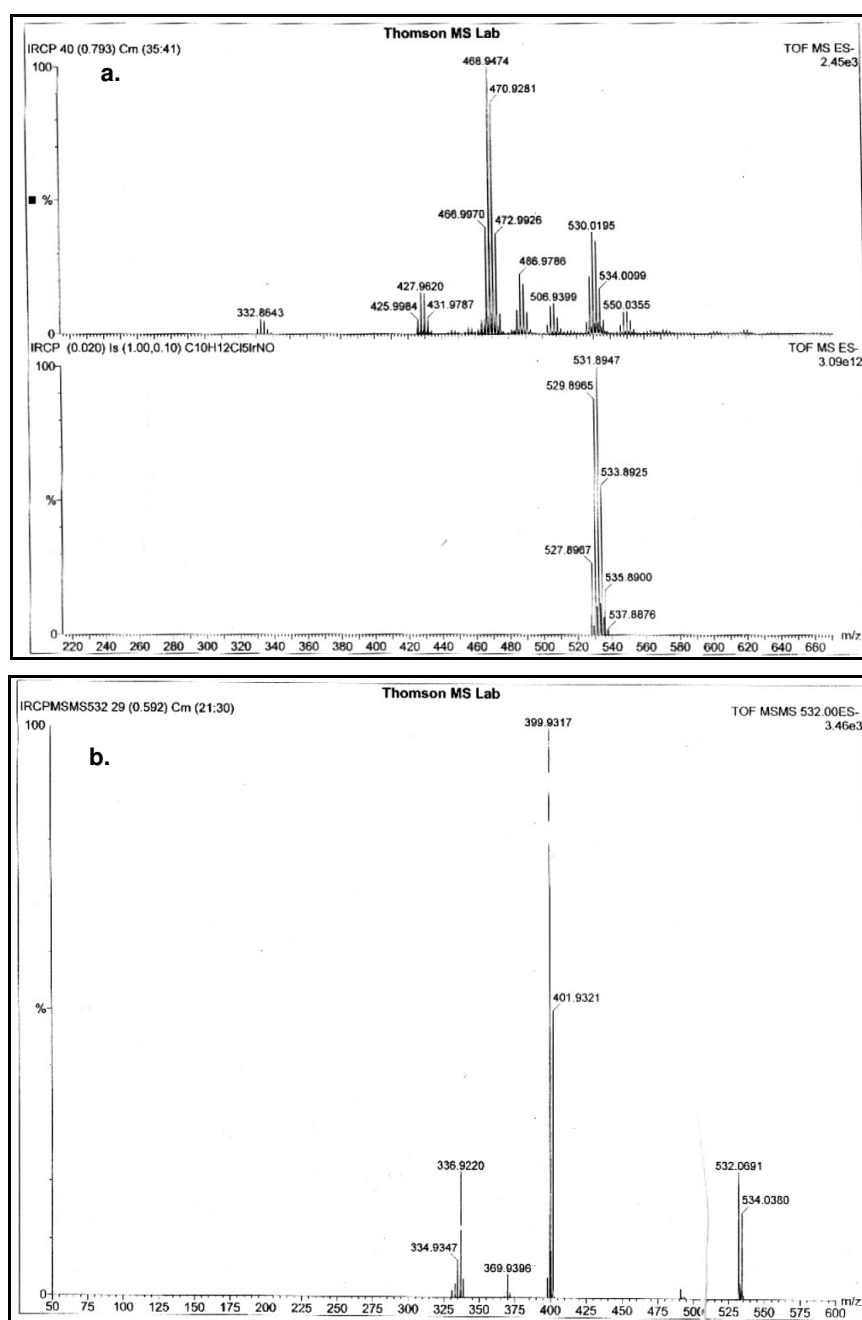 Thomson MS Lab
IRCP 40 (0.793) Cm (35:41)
TOF MS ES-
2.45e3
a.
100
%
0
468.9474
470.9281
466.9970
472.9926
530.0195
534.0099
486.9786
506.9399
550.0355
427.9620
425.9984
431.9787
332.8643
IRCP (0.020) Is (1.00,0.10) C10H12Cl5IrNO
TOF MS ES-
3.09e12
100
%
0
531.8947
529.8965
533.8925
527.8967
535.8900
537.8876
220 240 260 280 300 320 340 360 380 400 420 440 460 480 500 520 540 560 580 600 620 640 660 m/z
Thomson MS Lab
IRCPMSMS532 29 (0.592) Cm (21:30)
TOF MSMS 532.00ES-
3.46e3
b.
100
%
0
399.9317
401.9321
336.9220
334.9347
369.9396
532.0691
534.0380
50 75 100 125 150 175 200 225 250 275 300 325 350 375 400 425 450 475 500 525 550 575 600 m/z